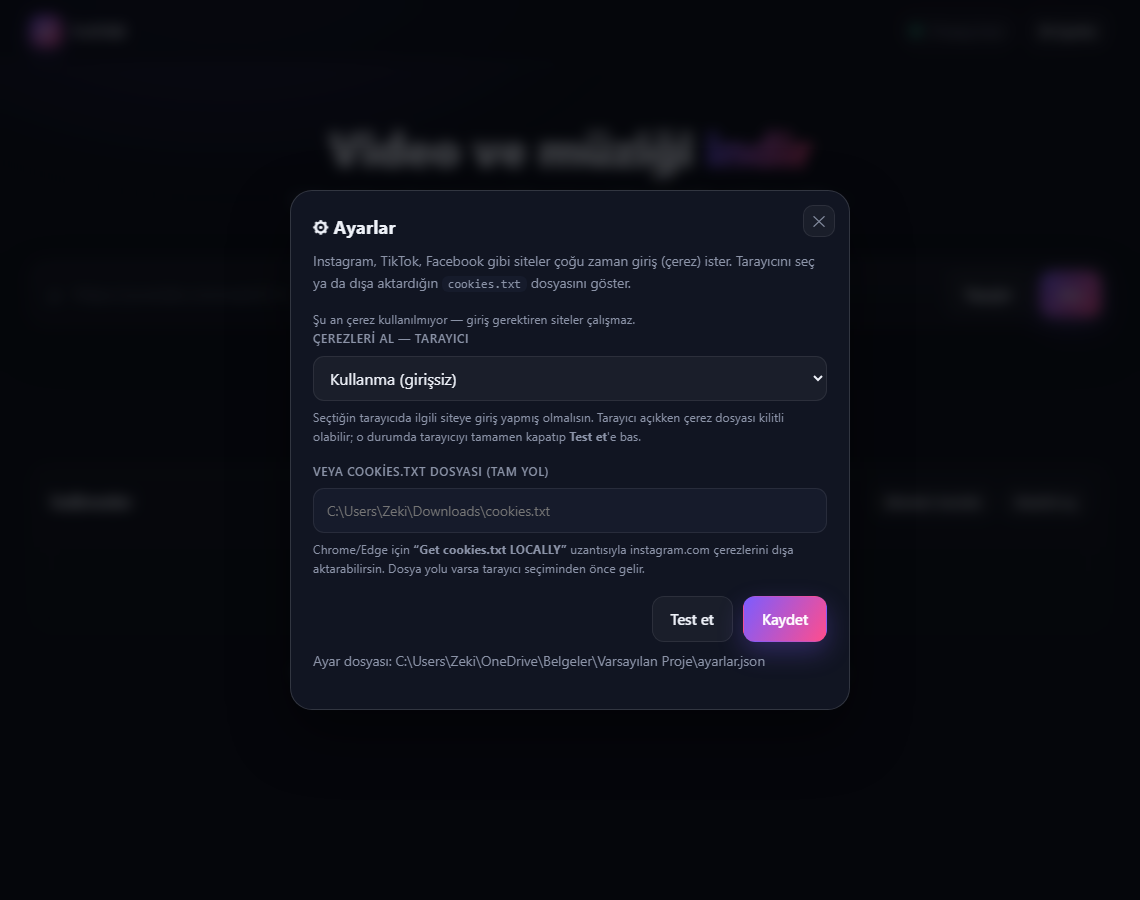 Video ve müziği indir
⚙ Ayarlar
Instagram, TikTok, Facebook gibi siteler çoğu zaman giriş (çerez) ister. Tarayıcını seç
ya da dışa aktardığın cookies.txt dosyasını göster.
Şu an çerez kullanılmıyor — giriş gerektiren siteler çalışmaz.
ÇEREZLERİ AL — TARAYICI
Kullanma (girişsiz)
Seçtiğin tarayıcıda ilgili siteye giriş yapmış olmalısın. Tarayıcı açıkken çerez dosyası kilitli
olabilir; o durumda tarayıcıyı tamamen kapatıp Test et'e bas.
VEYA COOKİES.TXT DOSYASI (TAM YOL)
C:\Users\Zeki\Downloads\cookies.txt
Chrome/Edge için “Get cookies.txt LOCALLY” uzantısıyla instagram.com çerezlerini dışa
aktarabilirsin. Dosya yolu varsa tarayıcı seçiminden önce gelir.
Test et
Kaydet
Ayar dosyası: C:\Users\Zeki\OneDrive\Belgeler\Varsayılan Proje\ayarlar.json